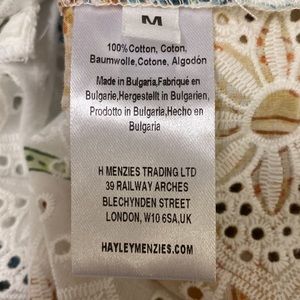 M
100%Cotton, Coton,
Baumwolle,Cotone, Algodón
Made in Bulgaria,Fabriqué en
Bulgarie,Hergestellt in Bulgarien,
Prodotto in Bulgaria,Hecho en
Bulgaria
H MENZIES TRADING LTD
39 RAILWAY ARCHES
BLECHYNDEN STREET
LONDON, W10 6SA,UK
HAYLEYMENZIES.COM